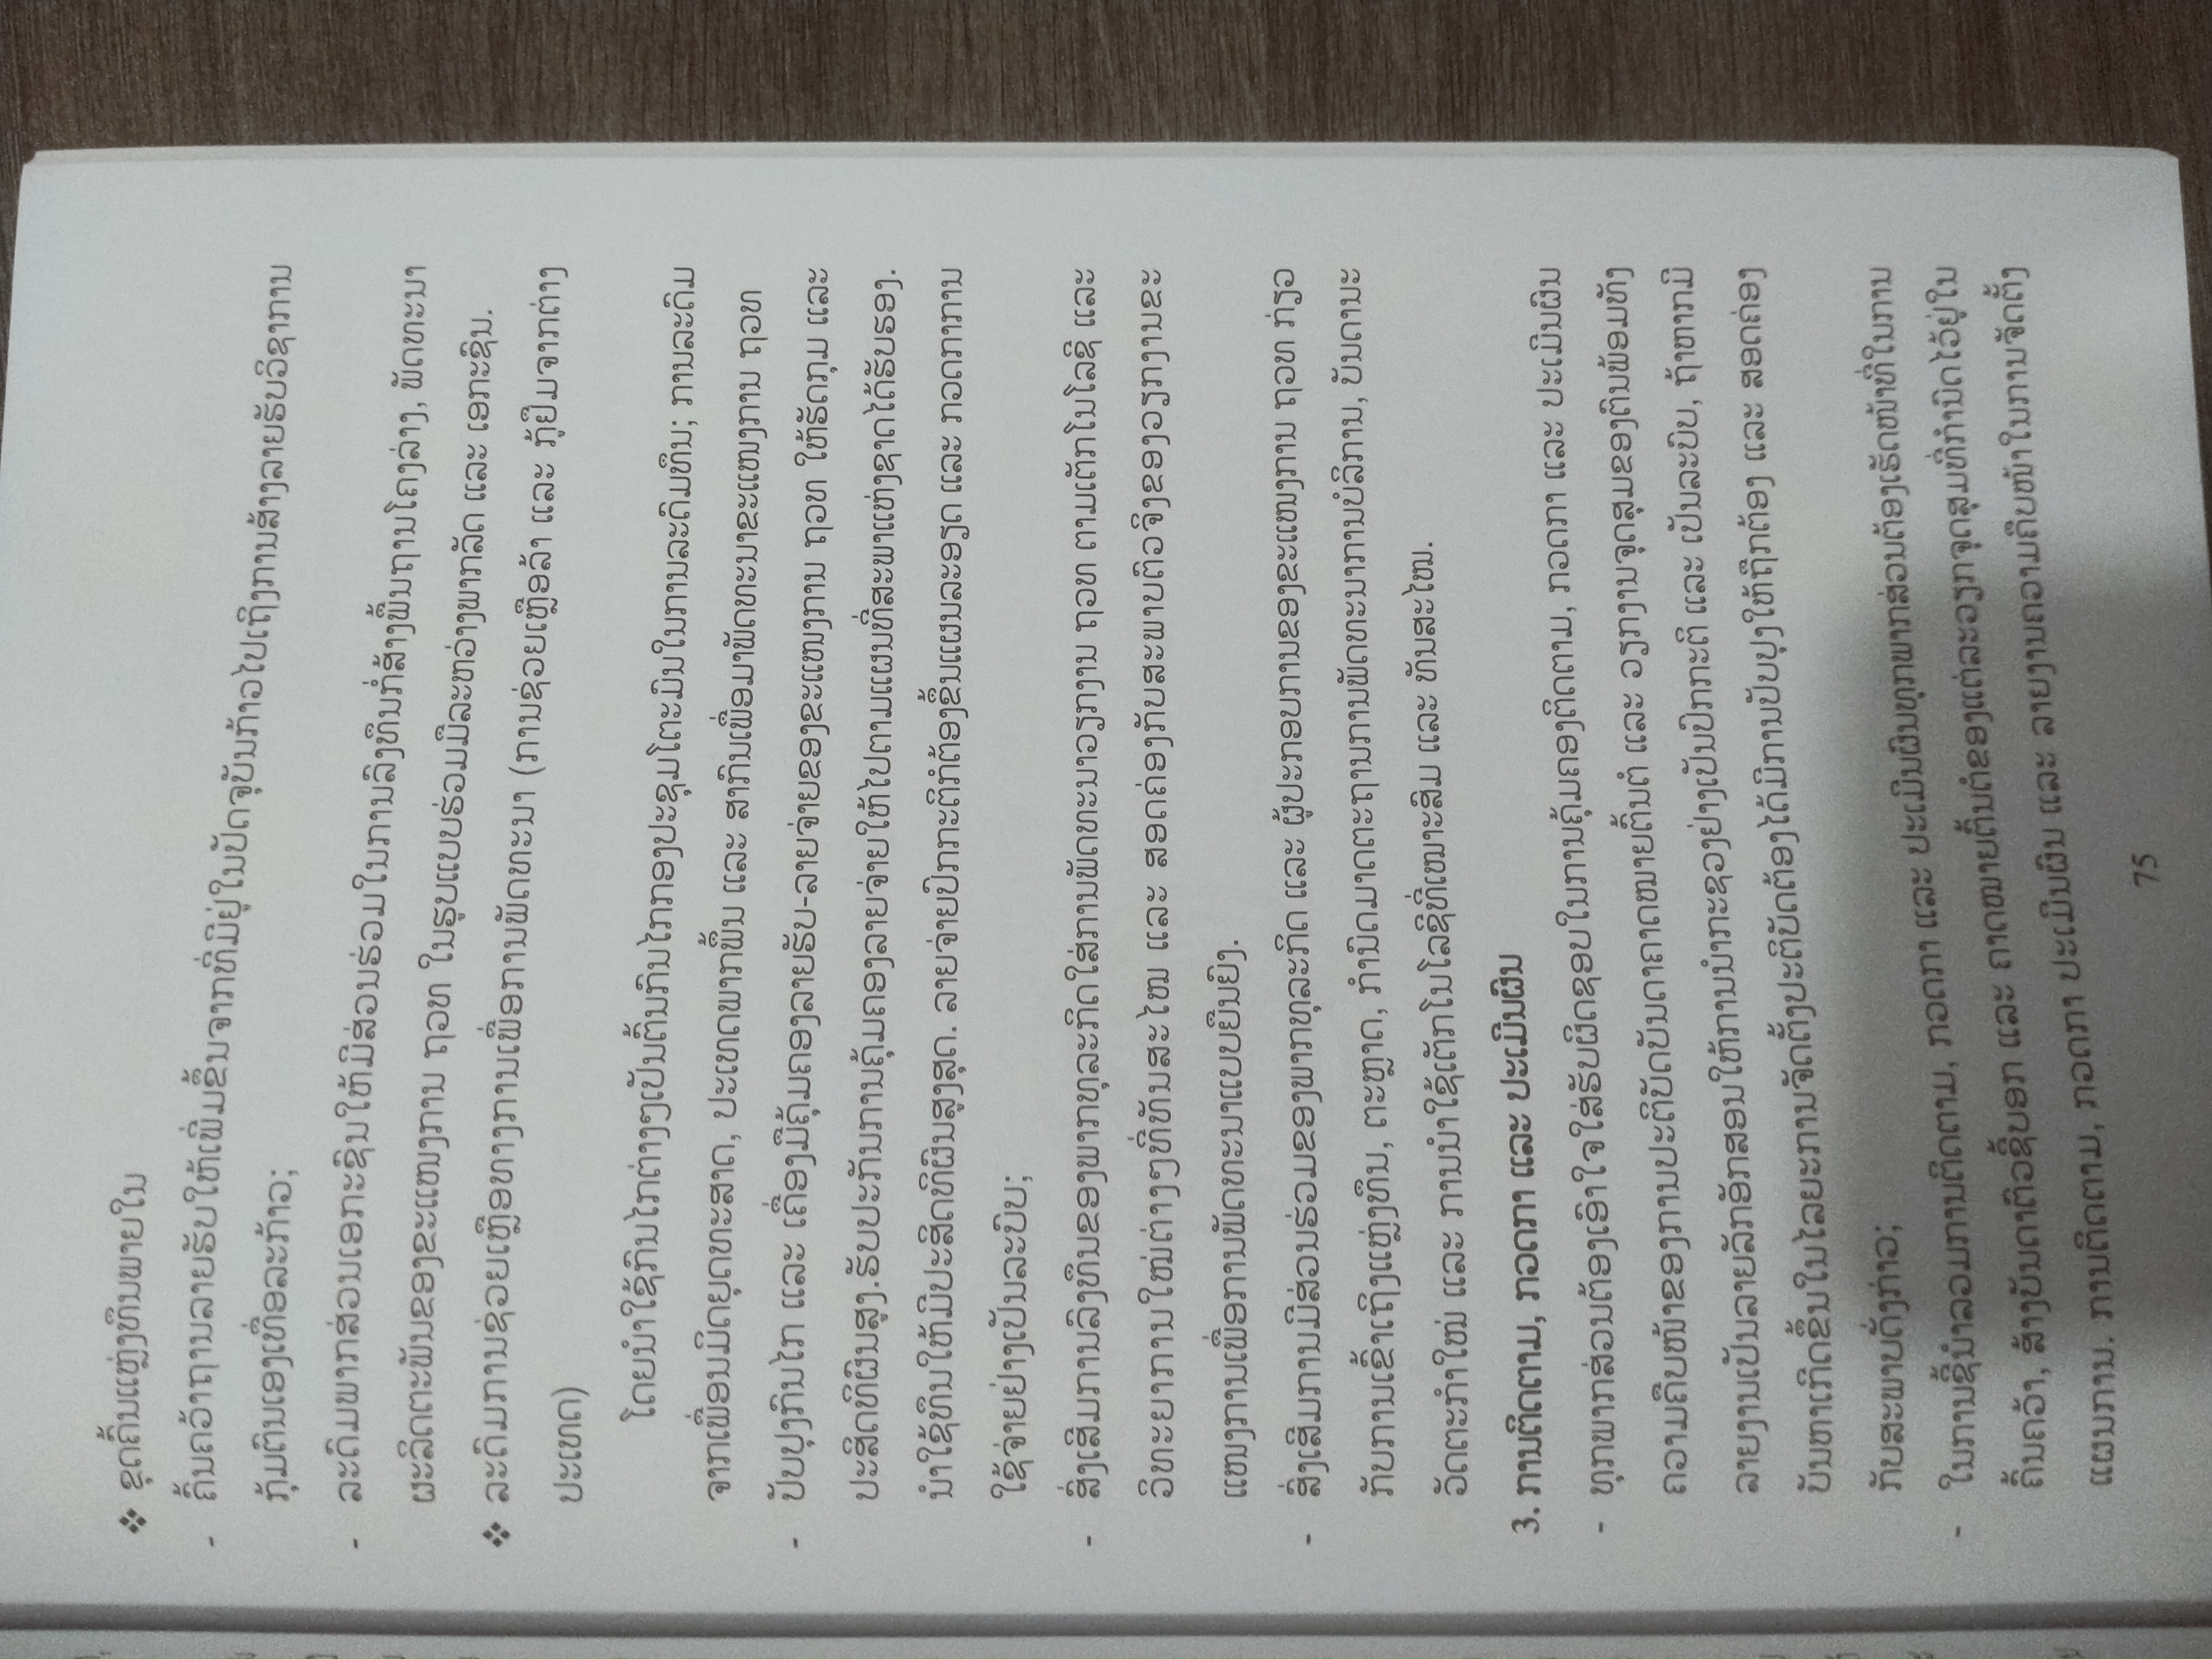 ❖ ຂຸດຄົ້ນແຫຼ່ງທຶນພາຍໃນ
- ຄົ້ນຄວ້າຖານລາຍຮັບໃຫ້ເພີ່ມຂຶ້ນຈາກທີ່ມີຢູ່ໃນປັດຈຸບັນກ້າວໄປເຖິງການສ້າງລາຍຮັບວິຊາການ
ກຸ້ມຕົນເອງເທື່ອລະກ້າວ;
- ລະດົມພາກສ່ວນເອກະຊົນໃຫ້ມີສ່ວນຮ່ວມໃນການລົງທຶນກໍ່ສ້າງພື້ນຖານໂຄງລ່າງ, ພັດທະນາ
ຜະລິດຕະພັນຂອງຂະແໜງການ ຖວທ ໃນຮູບແບບຮ່ວມມືລະຫວ່າງພາກລັດ ແລະ ເອກະຊົນ.
❖ ລະດົມການຊ່ວຍເຫຼືອທາງການເພື່ອການພັດທະນາ (ການຊ່ວຍເຫຼືອລ້າ ແລະ ກູ້ຢືມຈາກຕ່າງ
ປະເທດ)
ໂດຍນຳໃຊ້ກົນໄກຕ່າງໆເປັນຕົ້ນກົນໄກກອງປະຊຸມໂຕະມົນໃນການລະດົມທຶນ; ການລະດົມ
ຈາກເພື່ອນມິດຍຸດທະສາດ, ປະເທດພາກພື້ນ ແລະ ສາກົນເພື່ອມາພັດທະນາຂະແໜງການ ຖວທ
- ປັບປຸງກົນໄກ ແລະ ເຄື່ອງມືຄຸ້ມຄອງລາຍຮັບ-ລາຍຈ່າຍຂອງຂະແໜງການ ຖວທ ໃຫ້ຮັດກຸມ ແລະ
ປະສິດທິຜົນສູງ.ຮັບປະກັນການຄຸ້ມຄອງລາຍຈ່າຍໃຫ້ໄປຕາມແຜນທີ່ສະພາແຫ່ງຊາດໄດ້ຮັບຮອງ.
ນຳໃຊ້ທຶນໃຫ້ມີປະສິດທິຜົນສູງສຸດ. ລາຍຈ່າຍປົກກະຕິກໍຕ້ອງຂຶ້ນແຜນລະອຽດ ແລະ ກວດກາການ
ໃຊ້ຈ່າຍຢ່າງເປັນລະບົບ;
- ສົ່ງເສີມການລົງທຶນຂອງພາກທຸລະກິດໃສ່ການພັດທະນາວຽກງານ ຖວທ ຕາມເຕັກໂນໂລຊີ ແລະ
ວິທະຍາການໃໝ່ຕ່າງໆທີ່ທັນສະໄໝ ແລະ ສອດຄ່ອງກັບສະພາບຕົວຈິງຂອງວຽກງານຂະ
ແໜງການເພື່ອການພັດທະນາແບບຍືນຍົງ.
- ສົ່ງເສີມການມີສ່ວນຮ່ວມຂອງພາກທຸລະກິດ ແລະ ຜູ້ປະກອບການຂອງຂະແໜງການ ຖວທ ກ່ຽວ
ກັບການເຂົ້າເຖິງແຫຼ່ງທຶນ, ຕະຫຼາດ, ກຳນົດມາດຕະຖານການພັດທະນາການບໍລິການ, ບັນດານະ
ວັດຕະກຳໃໝ່ ແລະ ການນຳໃຊ້ເຕັກໂນໂລຊີທີ່ເໝາະສົມ ແລະ ທັນສະໄໝ.
3. ການຕິດຕາມ, ກວດກາ ແລະ ປະເມີນຜົນ
- ທຸກພາກສ່ວນຕ້ອງເອົາໃຈໃສ່ຮັບຜິດຊອບໃນການຄຸ້ມຄອງຕິດຕາມ, ກວດກາ ແລະ ປະເມີນຜົນ
ຄວາມຄືບໜ້າຂອງການປະຕິບັດບັນດາຄາດໝາຍຕົ້ນຕໍ ແລະ ວຽກງານຈຸດສຸມຂອງຕົນພ້ອມທັງ
ລາຍງານເປັນລາຍລັກອັກສອນໃຫ້ການນຳກະຊວງຢ່າງເປັນປົກກະຕິ ແລະ ເປັນລະບົບ, ຖ້າຫາກມີ
ບັນຫາເກີດຂຶ້ນໃນໄລຍະການຈັດຕັ້ງປະຕິບັດຕ້ອງໄດ້ມີການປັບປຸງໃຫ້ຖືກຕ້ອງ ແລະ ສອດຄ່ອງ
ກັບສະພາບດັ່ງກ່າວ;
- ໃນການຊີ້ນຳລວມການຕິດຕາມ, ກວດກາ ແລະ ປະເມີນຜົນທຸກພາກສ່ວນຕ້ອງເຮັດໜ້າທີ່ໃນການ
ຄົ້ນຄວ້າ, ສ້າງບັນດາຕົວຊີ້ບອກ ແລະ ຄາດໝາຍຕົ້ນຕໍຂອງແຕ່ລະວຽກຈຸດສຸມທີ່ກຳນົດໄວ້ຢູ່ໃນ
ແຜນການ. ການຕິດຕາມ, ກວດກາ ປະເມີນຜົນ ແລະ ລາຍງານຄວາມຄືບໜ້າໃນການຈັດຕັ້ງ
75